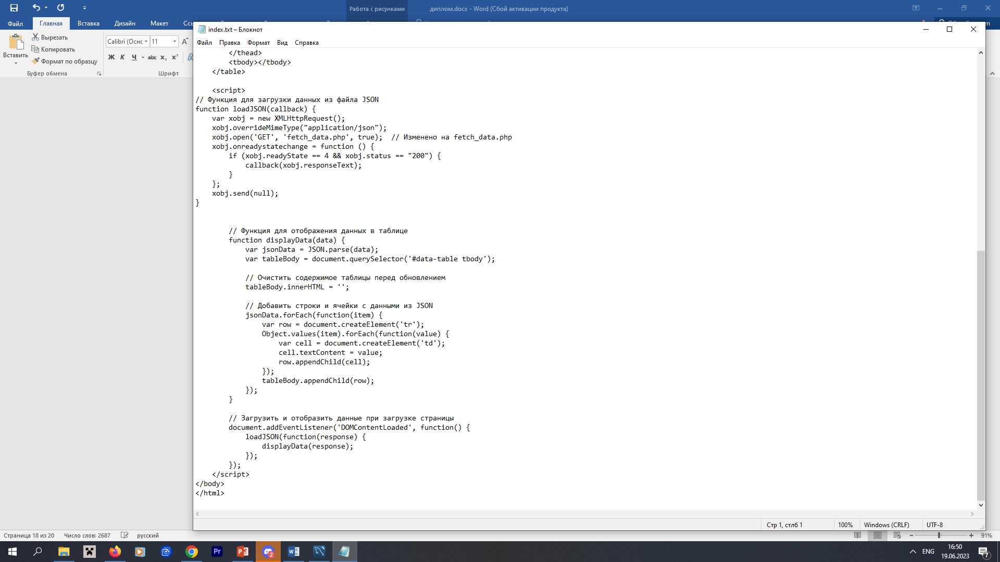 Работа с рисунками
диплом.docx - Word (Сбой активации продукта)
Файл
Главная
Вставка
Дизайн
Макет
Вставить
Вырезать
Копировать
Формат по образцу
Буфер обмена
Calibri (Оснс
11
Ж К Ч abc x₂ x²
Шрифт
index.txt – Блокнот
Файл Правка Формат Вид Справка
        </thead>
        <tbody></tbody>
    </table>
    <script>
// Функция для загрузки данных из файла JSON
function loadJSON(callback) {
    var xobj = new XMLHttpRequest();
    xobj.overrideMimeType("application/json");
    xobj.open('GET', 'fetch_data.php', true);  // Изменено на fetch_data.php
    xobj.onreadystatechange = function () {
        if (xobj.readyState == 4 && xobj.status == "200") {
            callback(xobj.responseText);
        }
    };
    xobj.send(null);
}
        // Функция для отображения данных в таблице
        function displayData(data) {
            var jsonData = JSON.parse(data);
            var tableBody = document.querySelector('#data-table tbody');
            // Очистить содержимое таблицы перед обновлением
            tableBody.innerHTML = '';
            // Добавить строки и ячейки с данными из JSON
            jsonData.forEach(function(item) {
                var row = document.createElement('tr');
                Object.values(item).forEach(function(value) {
                    var cell = document.createElement('td');
                    cell.textContent = value;
                    row.appendChild(cell);
                });
                tableBody.appendChild(row);
            });
        }
        // Загрузить и отобразить данные при загрузке страницы
        document.addEventListener('DOMContentLoaded', function() {
            loadJSON(function(response) {
                displayData(response);
            });
        });
    </script>
</body>
</html>
Стр 1, стлб 1
100%
Windows (CRLF)
UTF-8
Страница 18 из 20
Число слов: 2687
русский
91%
Pr
2
ENG
16:50
19.06.2023
7